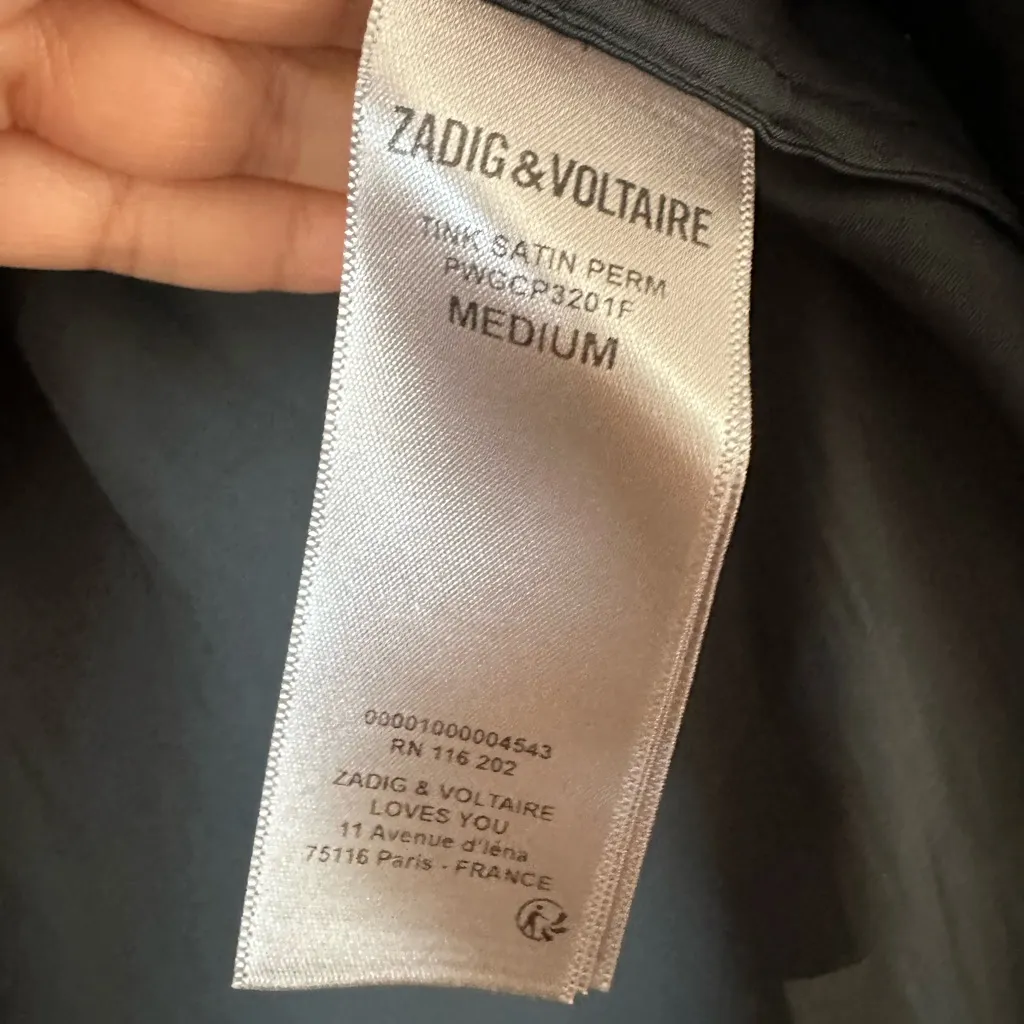 ZADIG&VOLTAIRE
TINK SATIN PERM
PWGCP3201F
MEDIUM
00001000004543
RN 116 202
ZADIG & VOLTAIRE
LOVES YOU
11 Avenue d'Iéna
75116 Paris - FRANCE